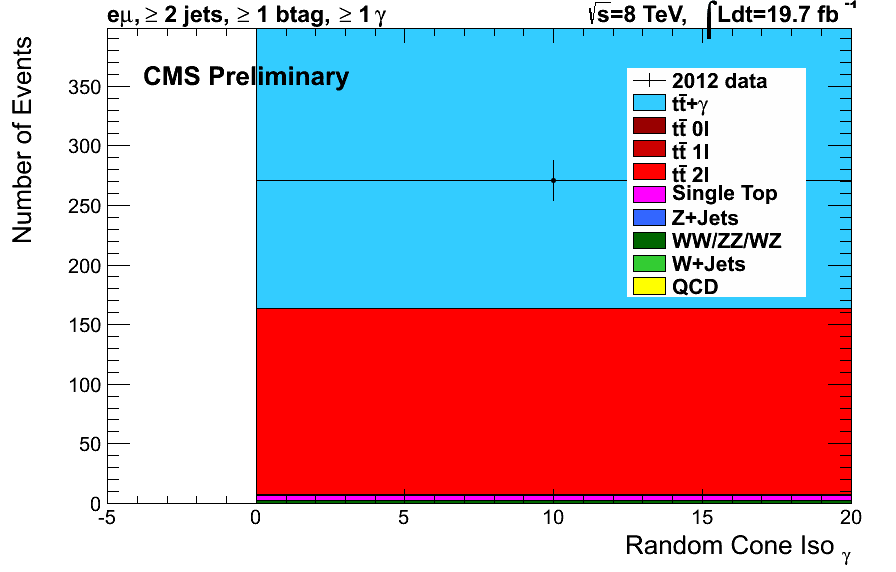 eμ, ≥ 2 jets, ≥ 1 btag, ≥ 1 γ
√s=8 TeV, ∫Ldt=19.7 fb⁻¹
Number of Events
CMS Preliminary
2012 data
tt̄+γ
tt̄ 0l
tt̄ 1l
tt̄ 2l
Single Top
Z+Jets
WW/ZZ/WZ
W+Jets
QCD
350
300
250
200
150
100
50
0
-5 0 5 10 15 20
Random Cone Iso γ